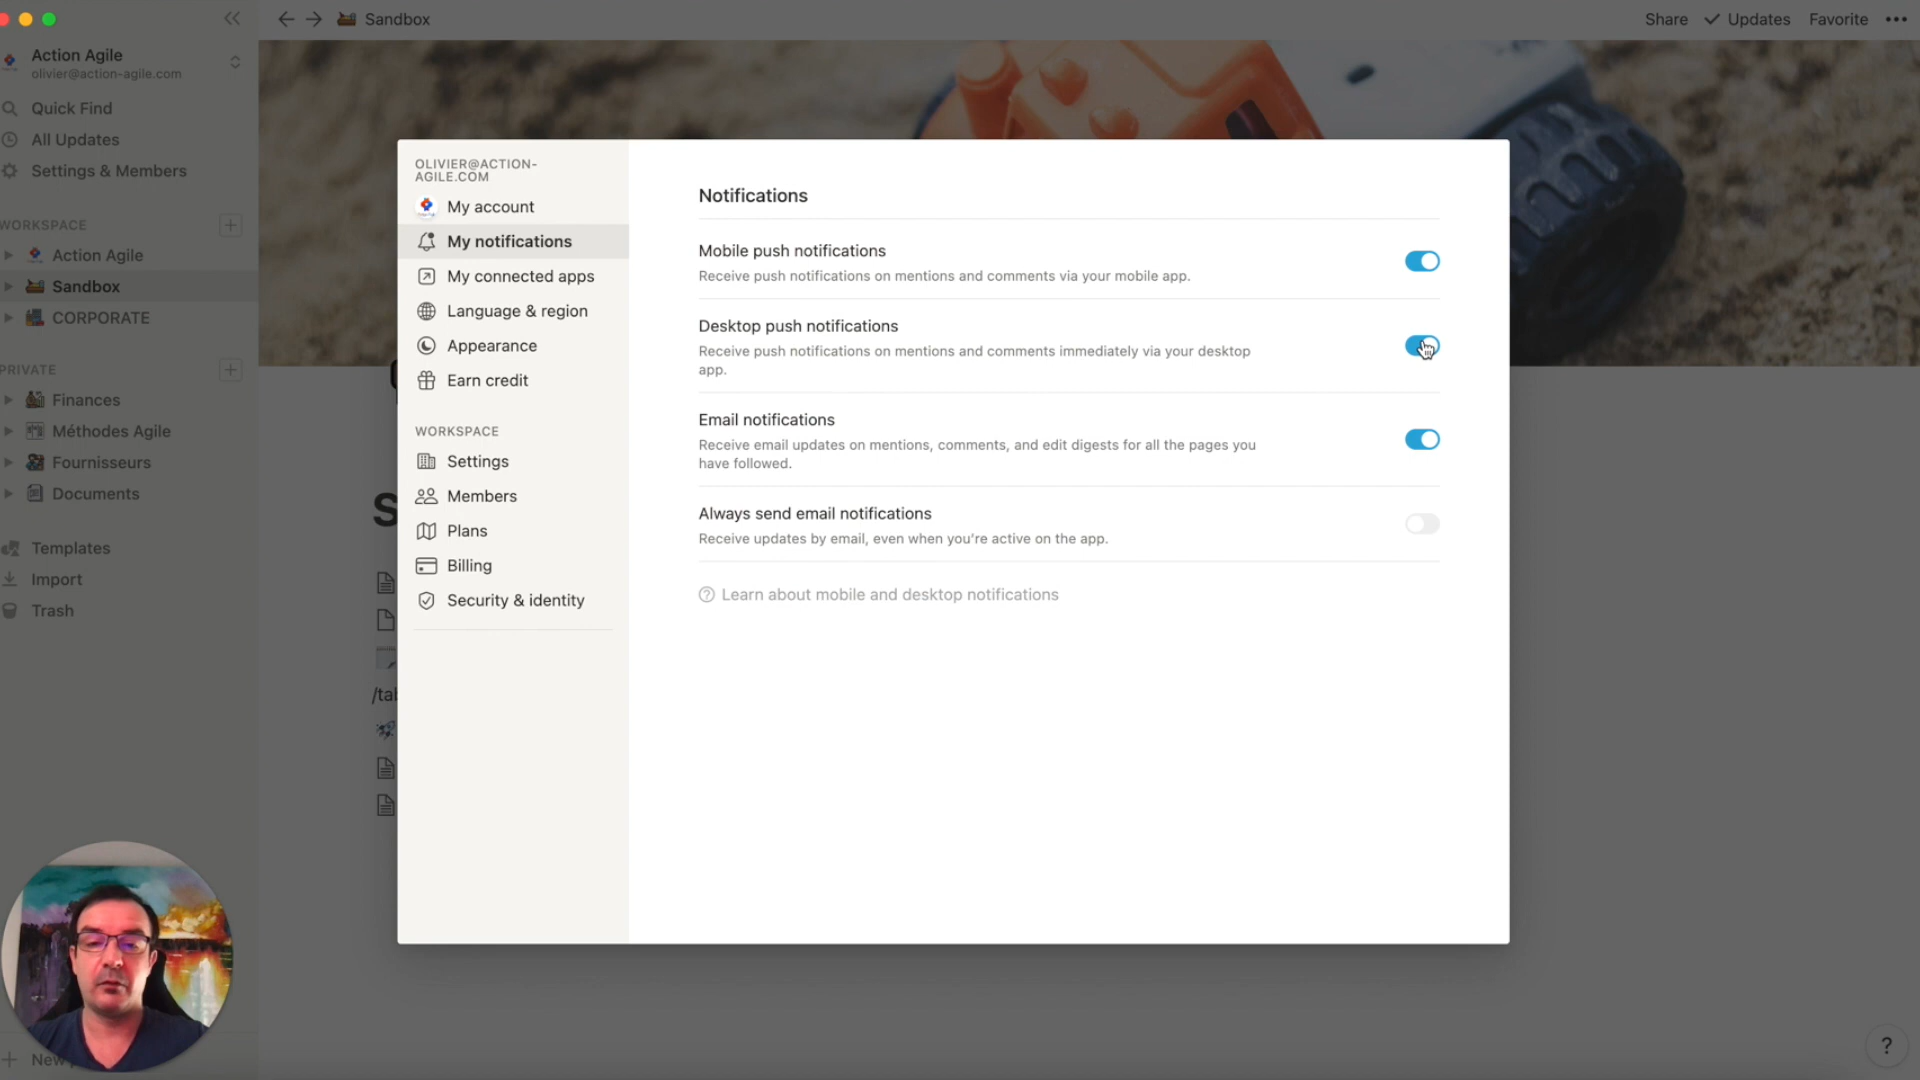 Sandbox
Share
Updates
Favorite
Action Agile
olivier@action-agile.com
Quick Find
All Updates
Settings & Members
WORKSPACE
Action Agile
Sandbox
CORPORATE
PRIVATE
Finances
Méthodes Agile
Fournisseurs
Documents
Templates
Import
Trash
New
S
/tab
OLIVIER@ACTION-
AGILE.COM
My account
My notifications
My connected apps
Language & region
Appearance
Earn credit
WORKSPACE
Settings
Members
Plans
Billing
Security & identity
Notifications
Mobile push notifications
Receive push notifications on mentions and comments via your mobile app.
Desktop push notifications
Receive push notifications on mentions and comments immediately via your desktop
app.
Email notifications
Receive email updates on mentions, comments, and edit digests for all the pages you
have followed.
Always send email notifications
Receive updates by email, even when you're active on the app.
Learn about mobile and desktop notifications
?